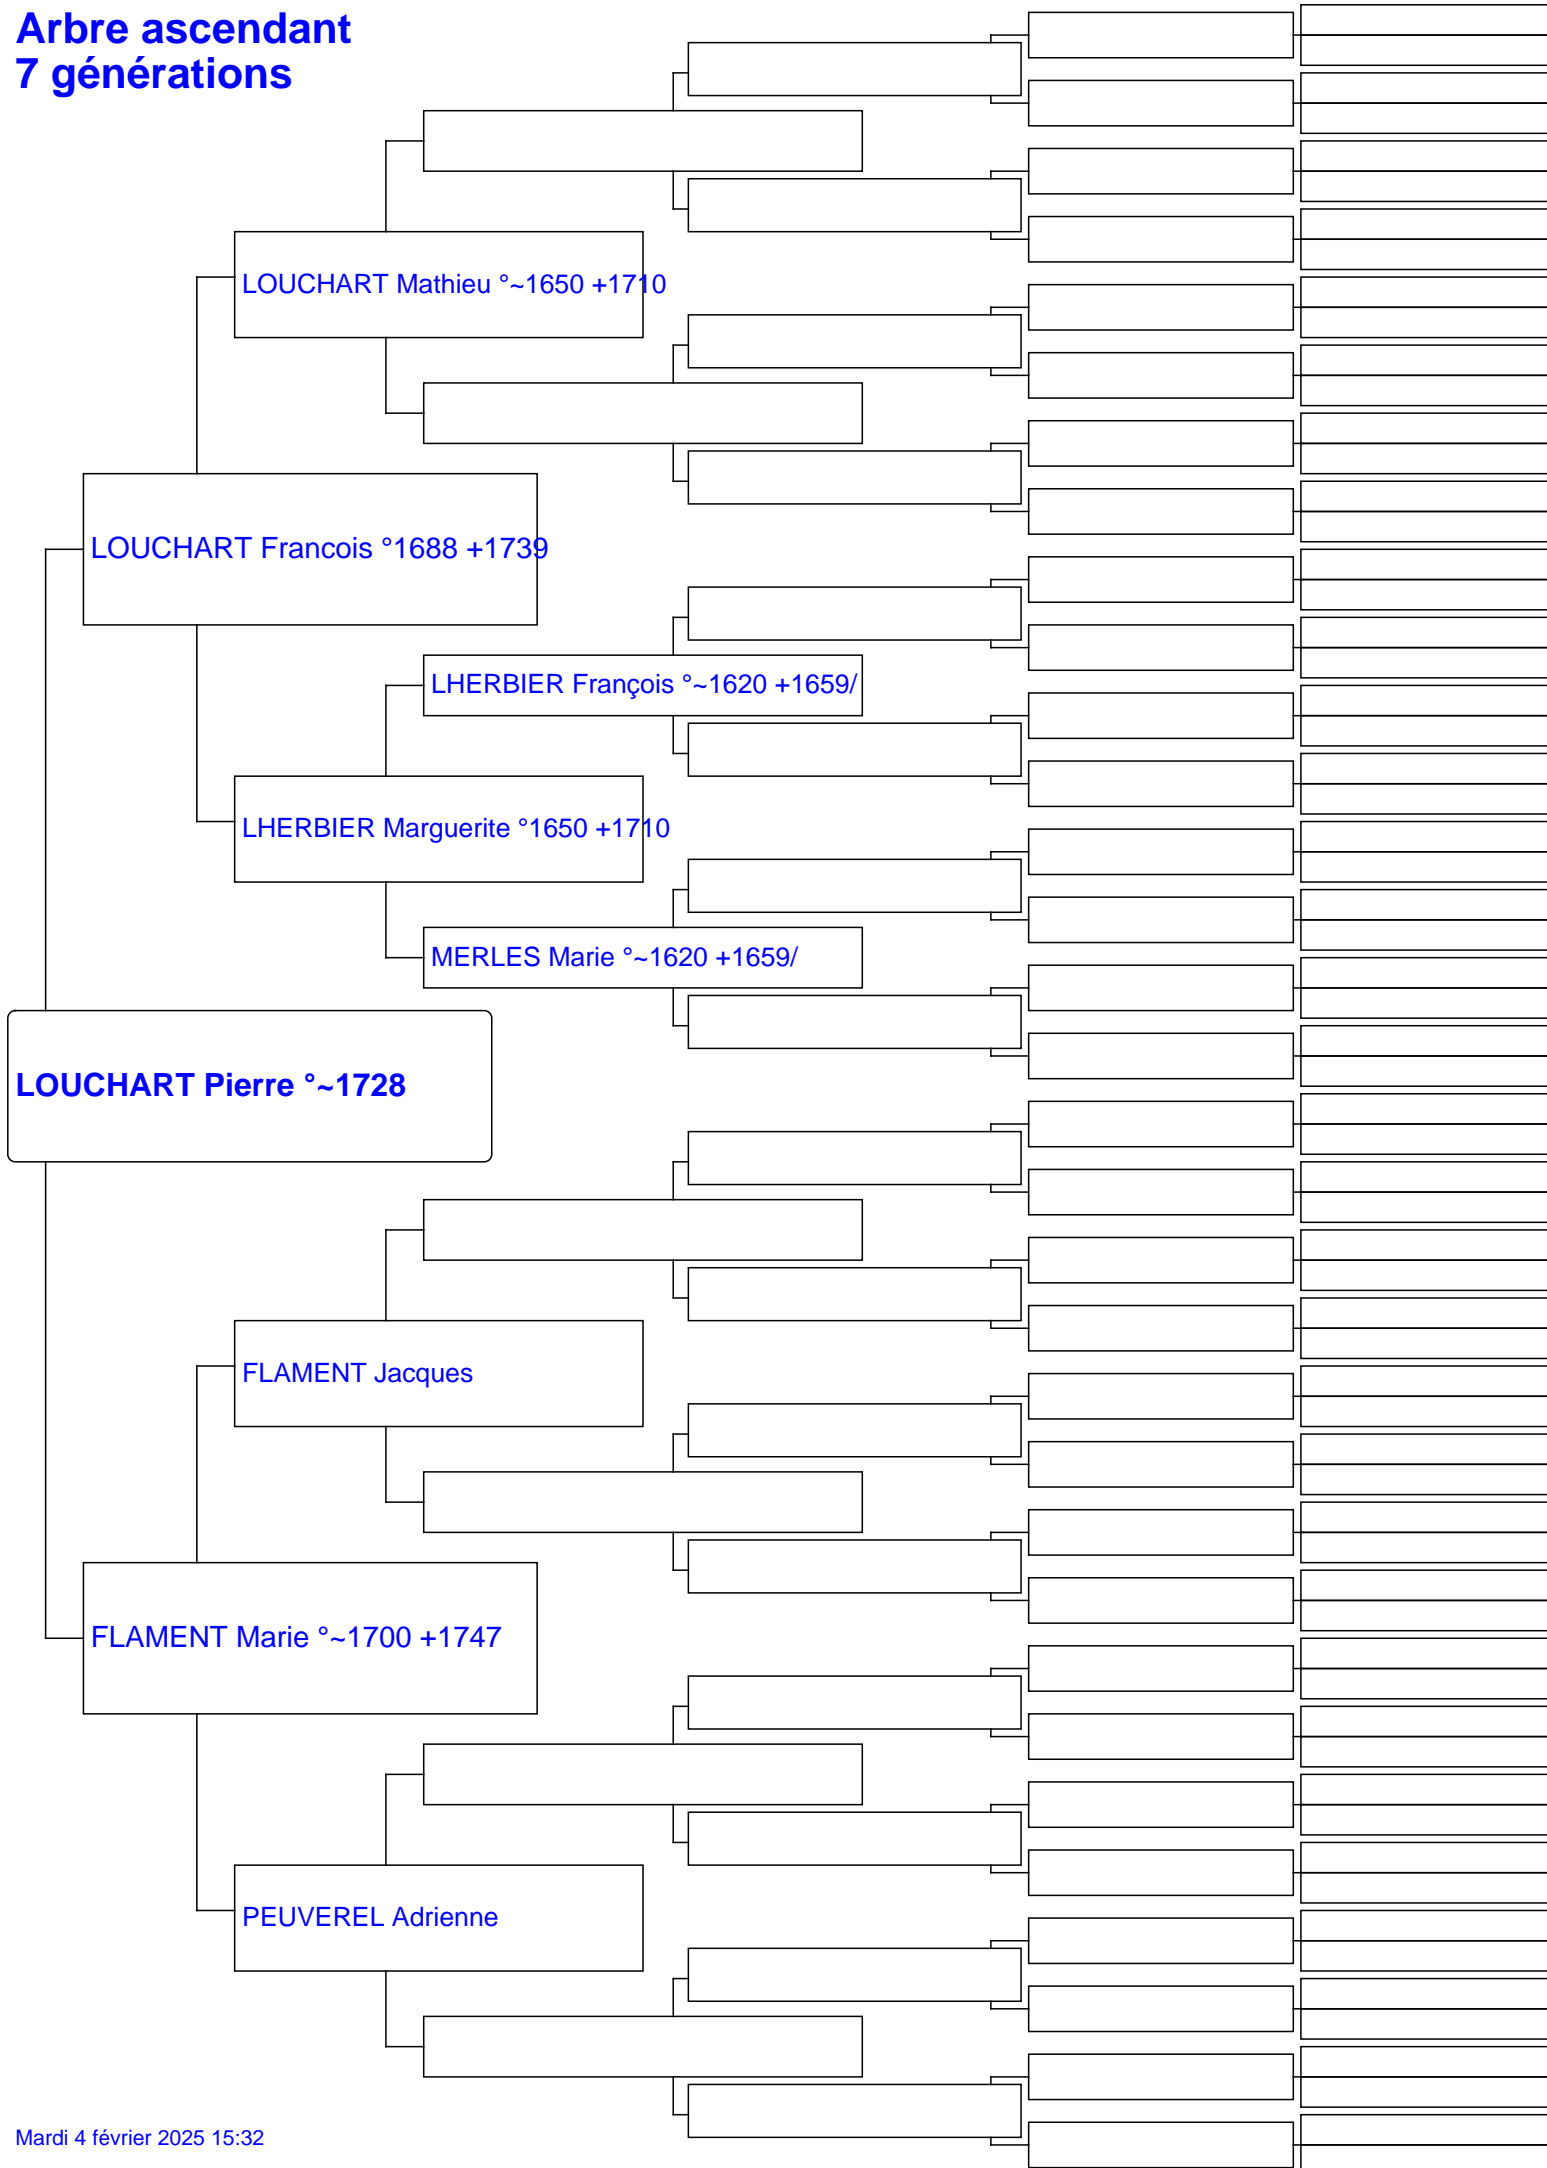 Arbre ascendant
7 générations
LOUCHART Mathieu °~1650 +1710
LOUCHART Francois °1688 +1739
LHERBIER François °~1620 +1659/
LHERBIER Marguerite °1650 +1710
MERLES Marie °~1620 +1659/
LOUCHART Pierre °~1728
FLAMENT Jacques
FLAMENT Marie °~1700 +1747
PEUVEREL Adrienne
Mardi 4 février 2025 15:32